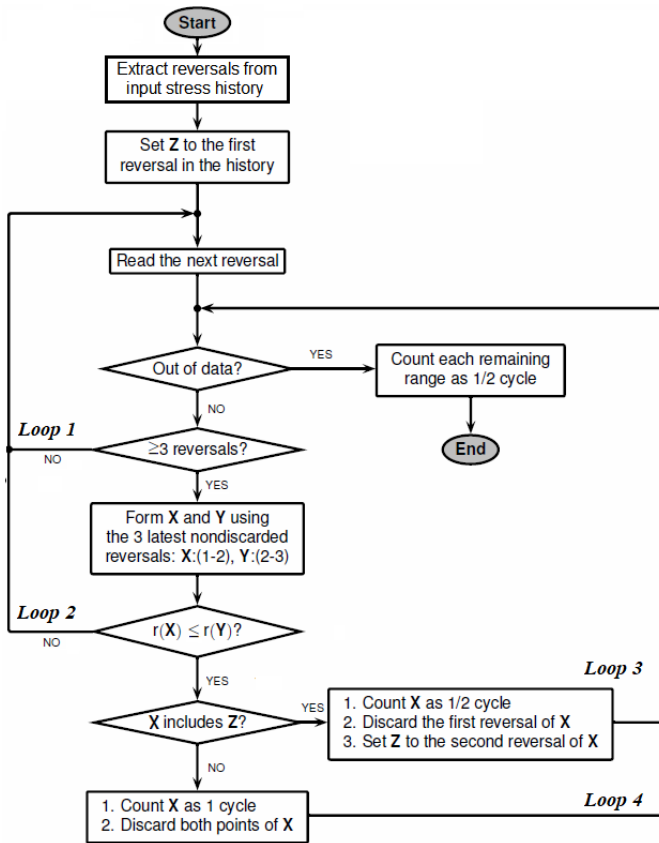 Start
Extract reversals from
input stress history
Set Z to the first
reversal in the history
Read the next reversal
Out of data?
YES
Count each remaining
range as 1/2 cycle
NO
End
Loop 1
≥3 reversals?
NO
YES
Form X and Y using
the 3 latest nondiscarded
reversals: X:(1-2), Y:(2-3)
Loop 2
r(X) ≤ r(Y)?
NO
YES
Loop 3
X includes Z?
YES
1. Count X as 1/2 cycle
2. Discard the first reversal of X
3. Set Z to the second reversal of X
NO
Loop 4
1. Count X as 1 cycle
2. Discard both points of X